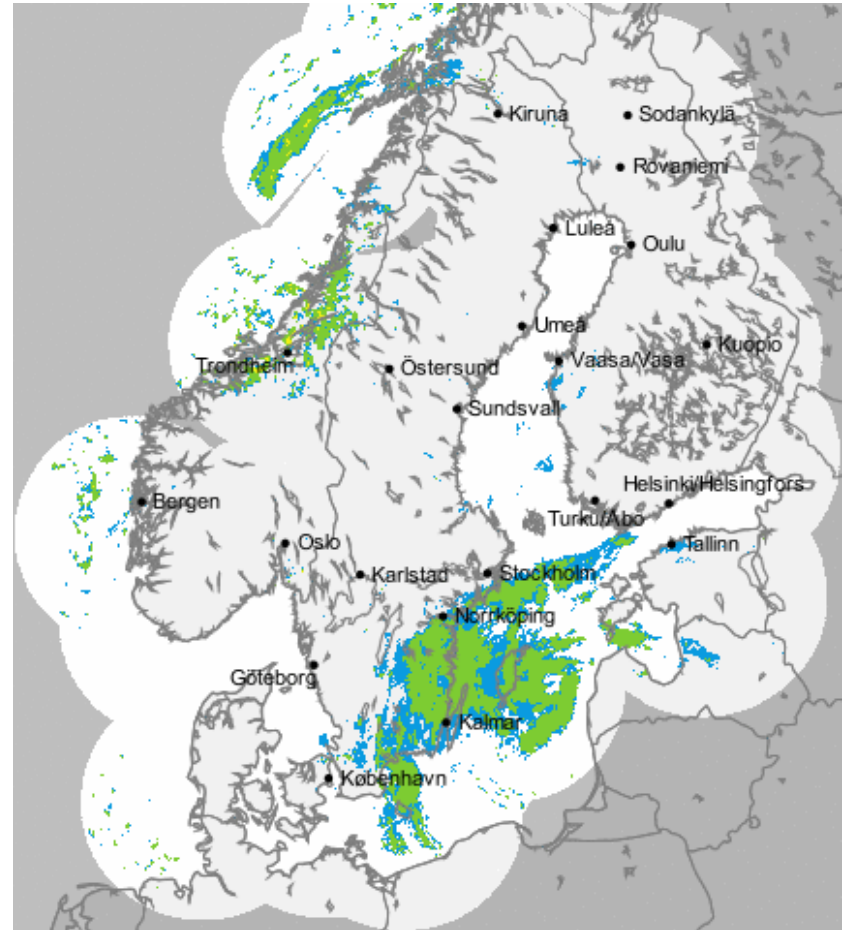 Kiruna
Sodankylä
Rovaniemi
Luleå
Oulu
Umeå
Kuopio
Trondheim
Östersund
Vaasa/Vasa
Sundsvall
Helsinki/Helsingfors
Bergen
Turku/Åbo
Oslo
Tallinn
Karlstad
Stockholm
Norrköping
Göteborg
Kalmar
København